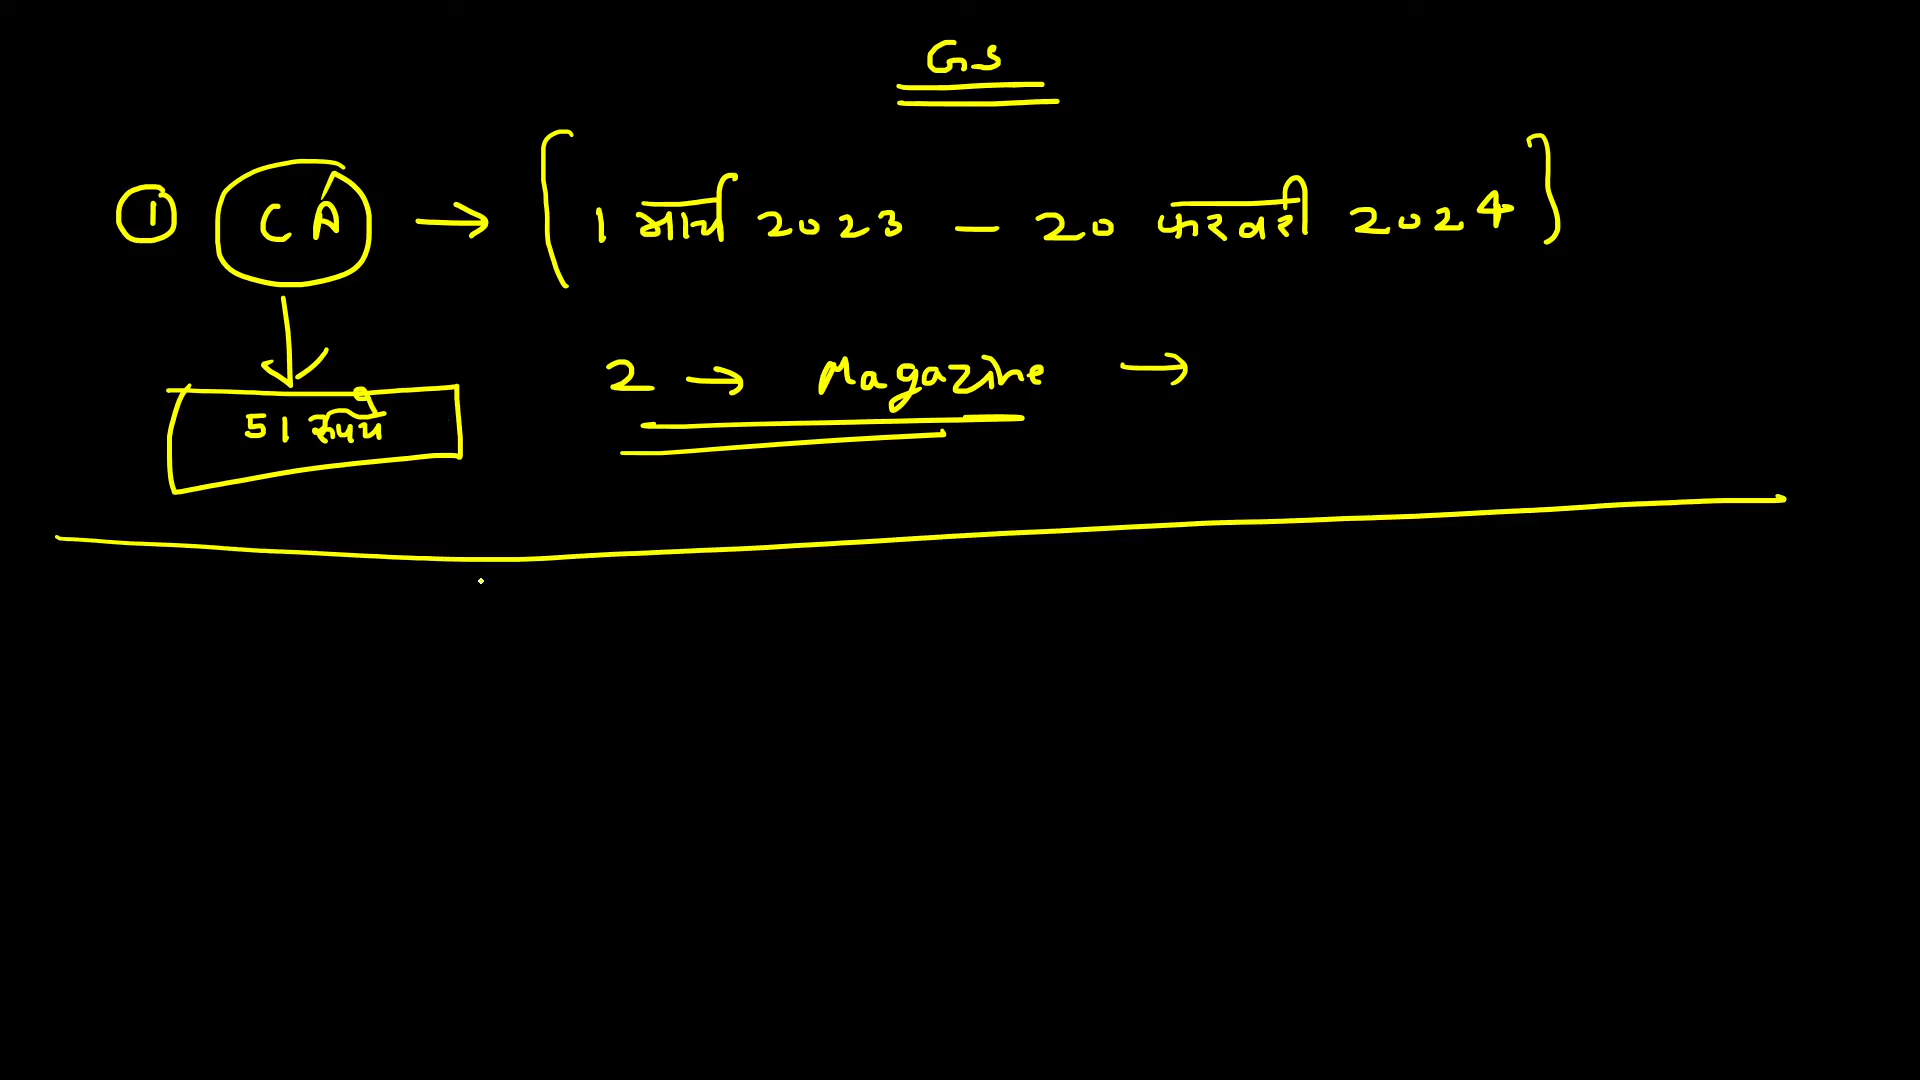 GS
① CA → [1 मार्च 2023 – 20 फरवरी 2024]
2 → Magazine →
51 रूपय